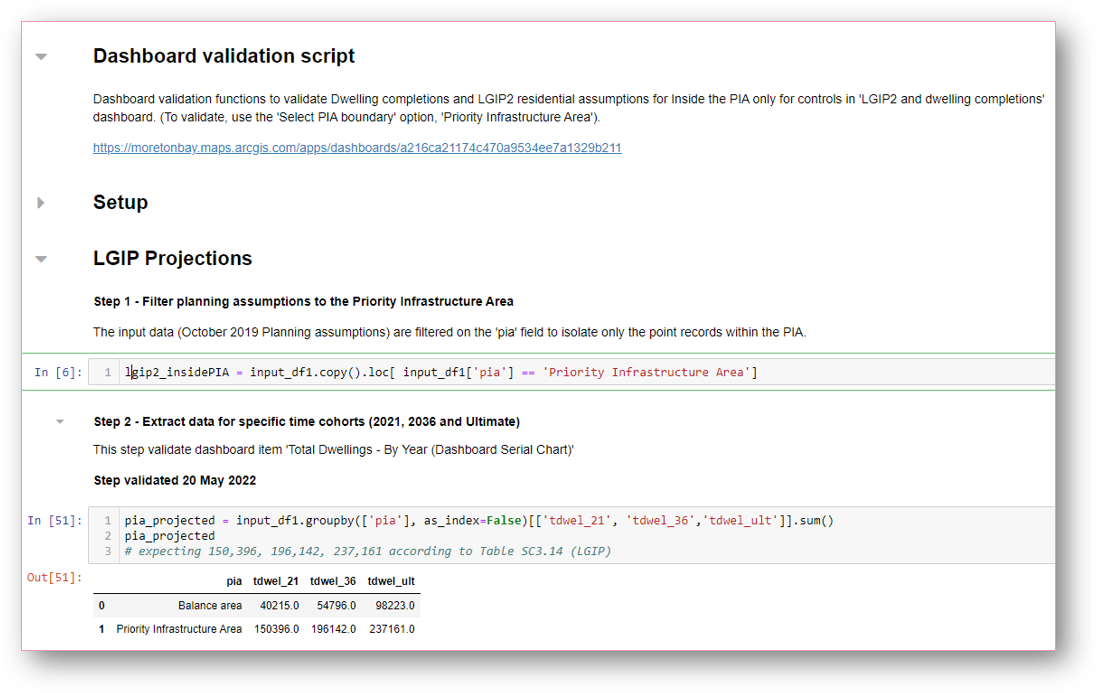 Dashboard validation script
Dashboard validation functions to validate Dwelling completions and LGIP2 residential assumptions for Inside the PIA only for controls in 'LGIP2 and dwelling completions'
dashboard. (To validate, use the 'Select PIA boundary' option, 'Priority Infrastructure Area').
https://moretonbay.maps.arcgis.com/apps/dashboards/a216ca21174c470a9534ee7a1329b211
Setup
LGIP Projections
Step 1 - Filter planning assumptions to the Priority Infrastructure Area
The input data (October 2019 Planning assumptions) are filtered on the 'pia' field to isolate only the point records within the PIA.
In [6]: 1 lgip2_insidePIA = input_df1.copy().loc[ input_df1['pia'] == 'Priority Infrastructure Area']
Step 2 - Extract data for specific time cohorts (2021, 2036 and Ultimate)
This step validate dashboard item 'Total Dwellings - By Year (Dashboard Serial Chart)'
Step validated 20 May 2022
In [51]: 1 pia_projected = input_df1.groupby(['pia'], as_index=False)[['tdwel_21', 'tdwel_36','tdwel_ult']].sum()
2 pia_projected
3 # expecting 150,396, 196,142, 237,161 according to Table SC3.14 (LGIP)
Out[51]:
pia tdwel_21 tdwel_36 tdwel_ult
0 Balance area 40215.0 54796.0 98223.0
1 Priority Infrastructure Area 150396.0 196142.0 237161.0